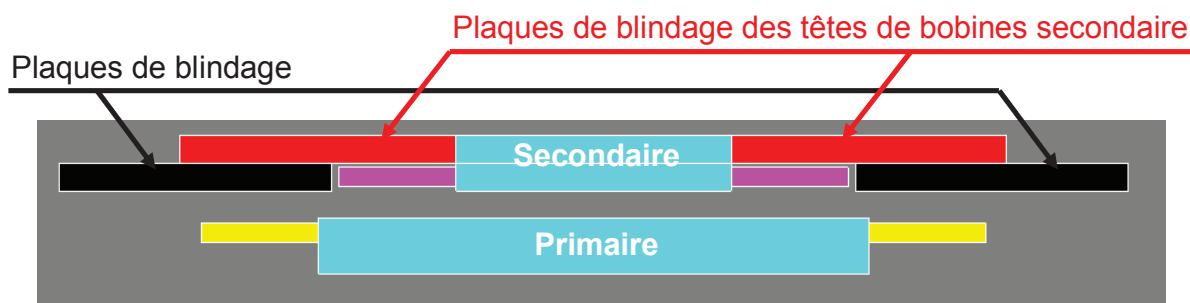 Plaques de blindage des têtes de bobines secondaire
Plaques de blindage
Secondaire
Primaire